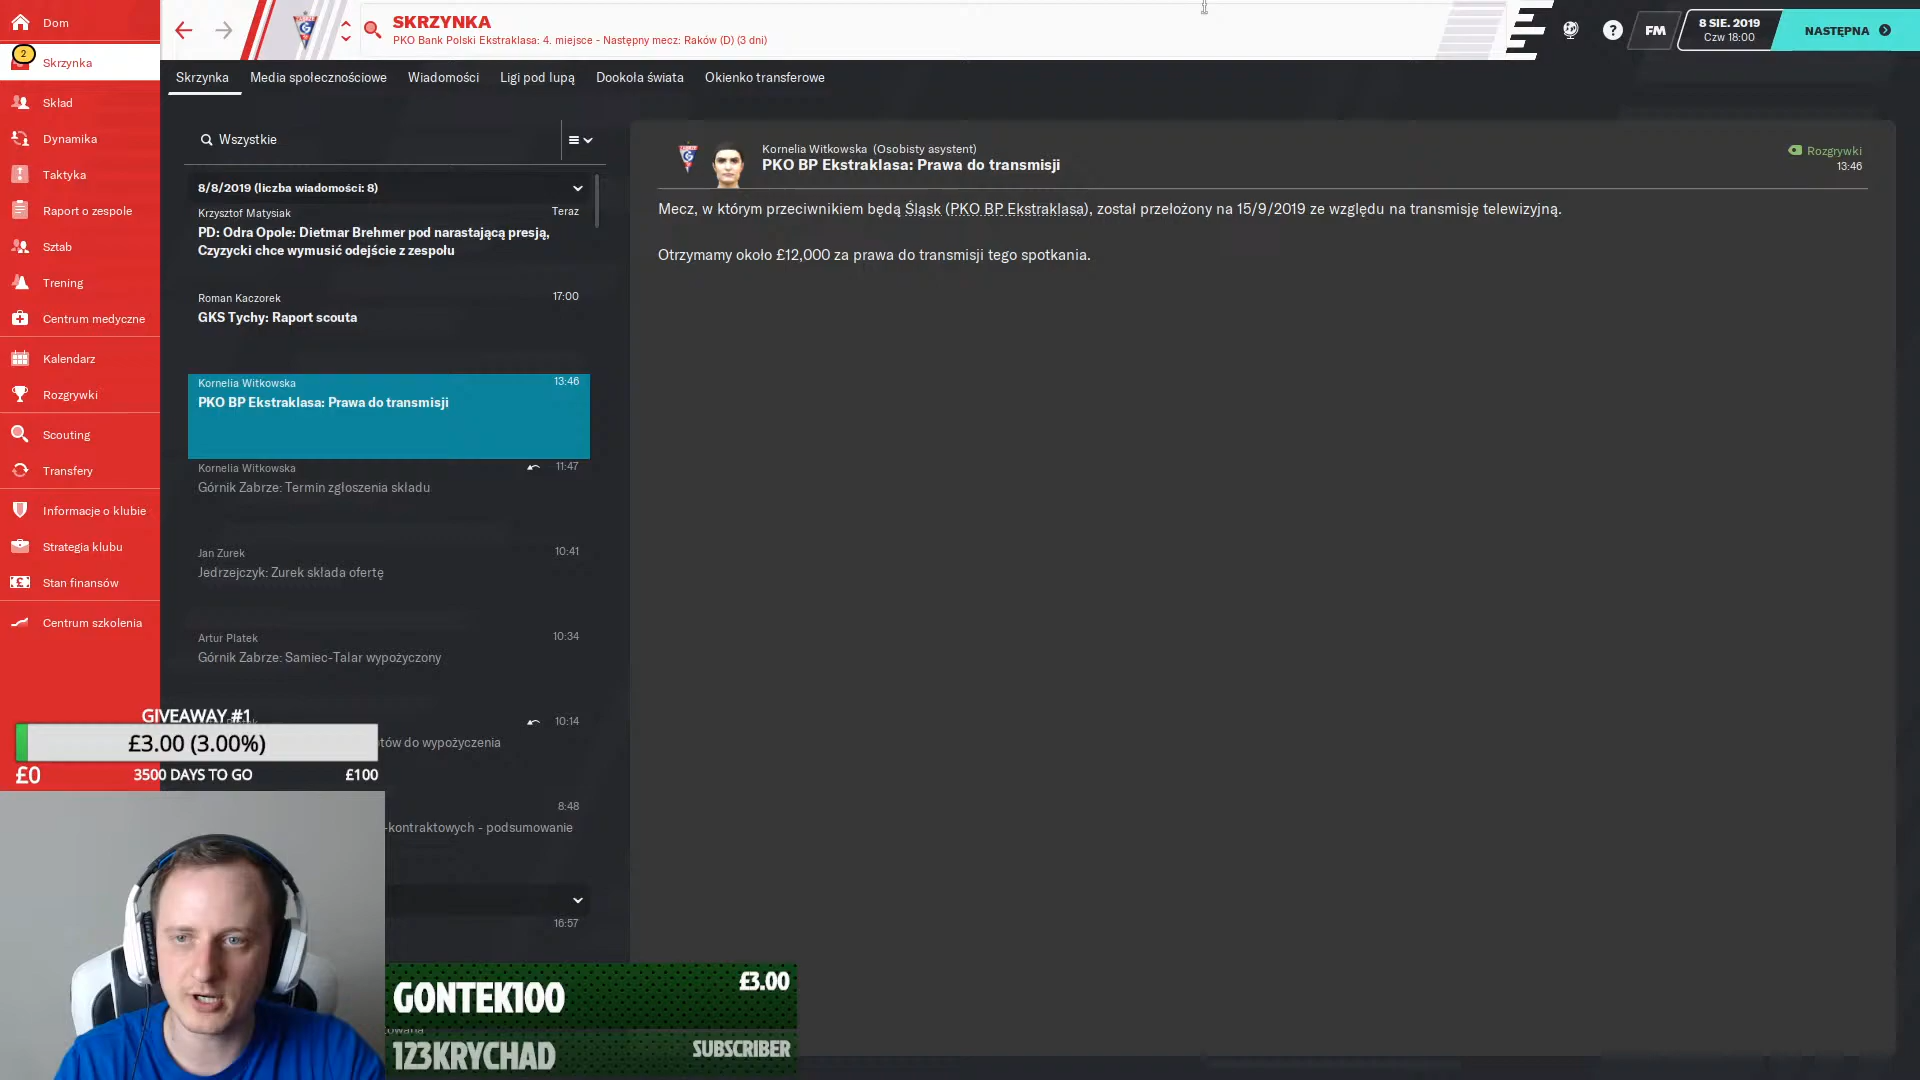 Dom
2
Skrzynka
Skład
Dynamika
Taktyka
Raport o zespole
Sztab
Trening
Centrum medyczne
Kalendarz
Rozgrywki
Scouting
Transfery
Informacje o klubie
Strategia klubu
Stan finansów
Centrum szkolenia
SKRZYNKA
PKO Bank Polski Ekstraklasa: 4. miejsce - Następny mecz: Raków (D) (3 dni)
FM
8 SIE. 2019
Czw 18:00
NASTĘPNA
Skrzynka Media społecznościowe Wiadomości Ligi pod lupą Dookoła świata Okienko transferowe
Wszystkie
8/8/2019 (liczba wiadomości: 8)
Krzysztof Matysiak Teraz
PD: Odra Opole: Dietmar Brehmer pod narastającą presją,
Czyzycki chce wymusić odejście z zespołu
Roman Kaczorek 17:00
GKS Tychy: Raport scouta
Kornelia Witkowska 13:46
PKO BP Ekstraklasa: Prawa do transmisji
Kornelia Witkowska 11:47
Górnik Zabrze: Termin zgłoszenia składu
Jan Zurek 10:41
Jedrzejczyk: Zurek składa ofertę
Artur Platek 10:34
Górnik Zabrze: Samiec-Talar wypożyczony
10:14
tów do wypożyczenia
8:48
-kontraktowych - podsumowanie
16:57
Kornelia Witkowska (Osobisty asystent)
PKO BP Ekstraklasa: Prawa do transmisji
Rozgrywki
13:46
Mecz, w którym przeciwnikiem będą Śląsk (PKO BP Ekstraklasa), został przełożony na 15/9/2019 ze względu na transmisję telewizyjną.
Otrzymamy około £12,000 za prawa do transmisji tego spotkania.
GIVEAWAY #1
£3.00 (3.00%)
£0 3500 DAYS TO GO £100
GONTEK100 £3.00
123KRYCHAD SUBSCRIBER